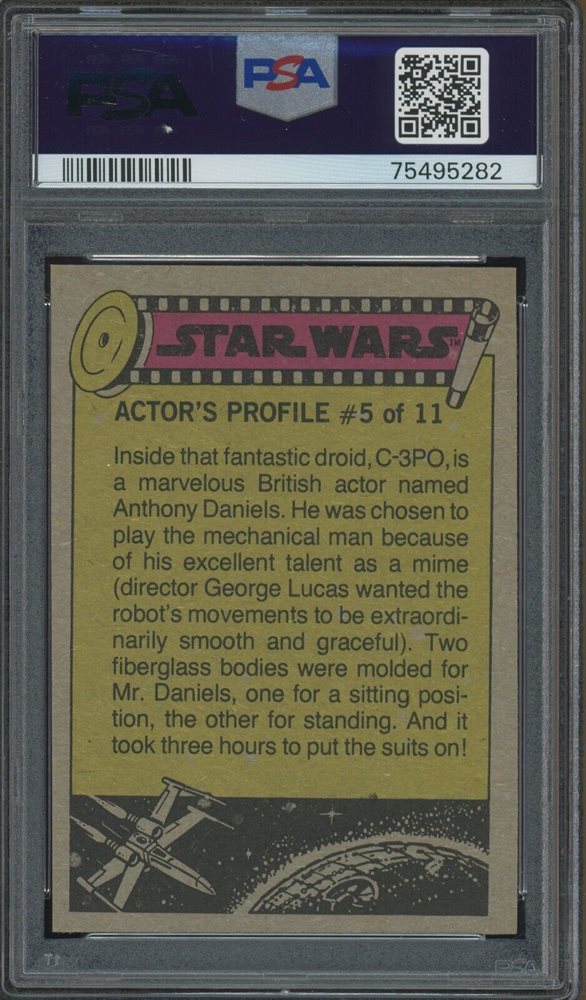 PSA
PSA
75495282
STAR WARS™
ACTOR'S PROFILE #5 of 11
Inside that fantastic droid, C-3PO, is
a marvelous British actor named
Anthony Daniels. He was chosen to
play the mechanical man because
of his excellent talent as a mime
(director George Lucas wanted the
robot's movements to be extraordi-
narily smooth and graceful). Two
fiberglass bodies were molded for
Mr. Daniels, one for a sitting posi-
tion, the other for standing. And it
took three hours to put the suits on!
PSA